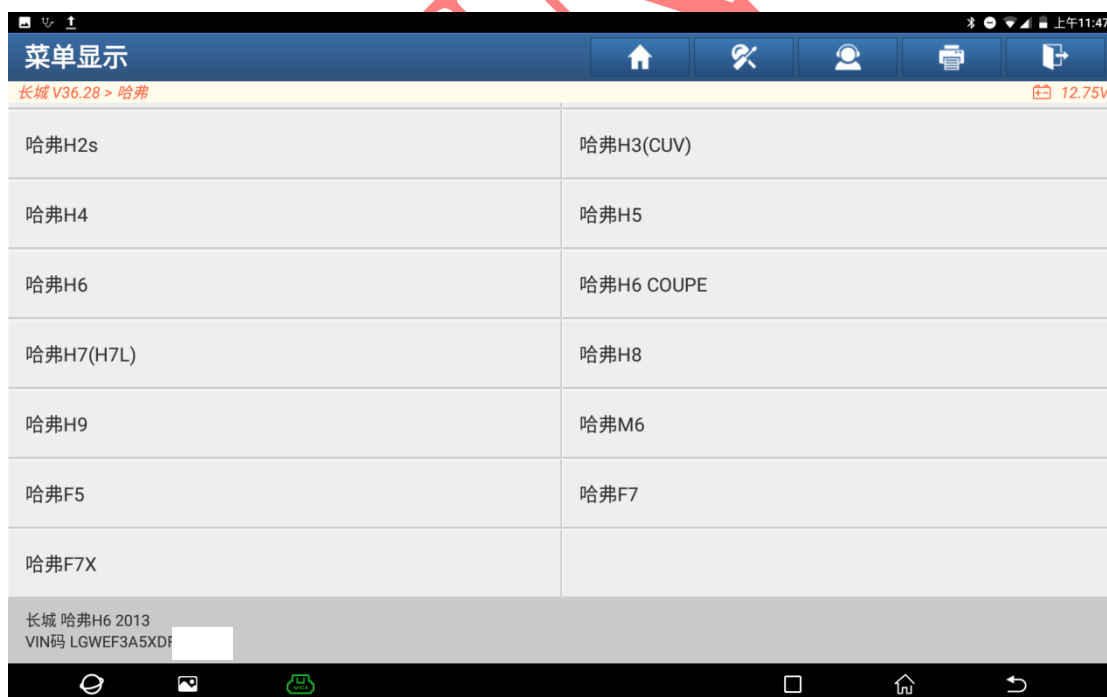 上午11:47
菜单显示
长城 V36.28 > 哈弗
12.75V
哈弗H2s
哈弗H3(CUV)
哈弗H4
哈弗H5
哈弗H6
哈弗H6 COUPE
哈弗H7(H7L)
哈弗H8
哈弗H9
哈弗M6
哈弗F5
哈弗F7
哈弗F7X
长城 哈弗H6 2013
VIN码 LGWEF3A5XDF
VCI